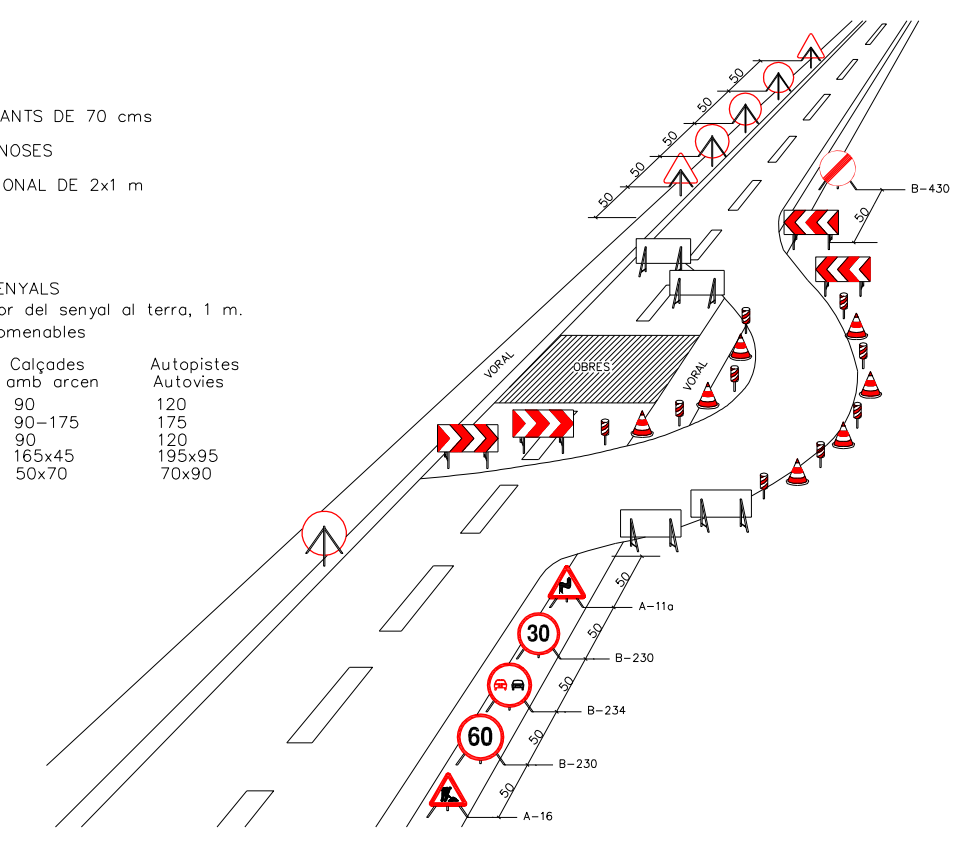 ANTS DE 70 cms
NOSES
ONAL DE 2x1 m
ENYALS
or del senyal al terra, 1 m.
omenables
Calçades Autopistes
amb arcen Autovies
90 120
90-175 175
90 120
165x45 195x95
50x70 70x90
50
50
50
50
50
B-430
50
VORAL
OBRES
VORAL
50
A-11a
50
30
B-230
50
B-234
50
60
B-230
50
A-16